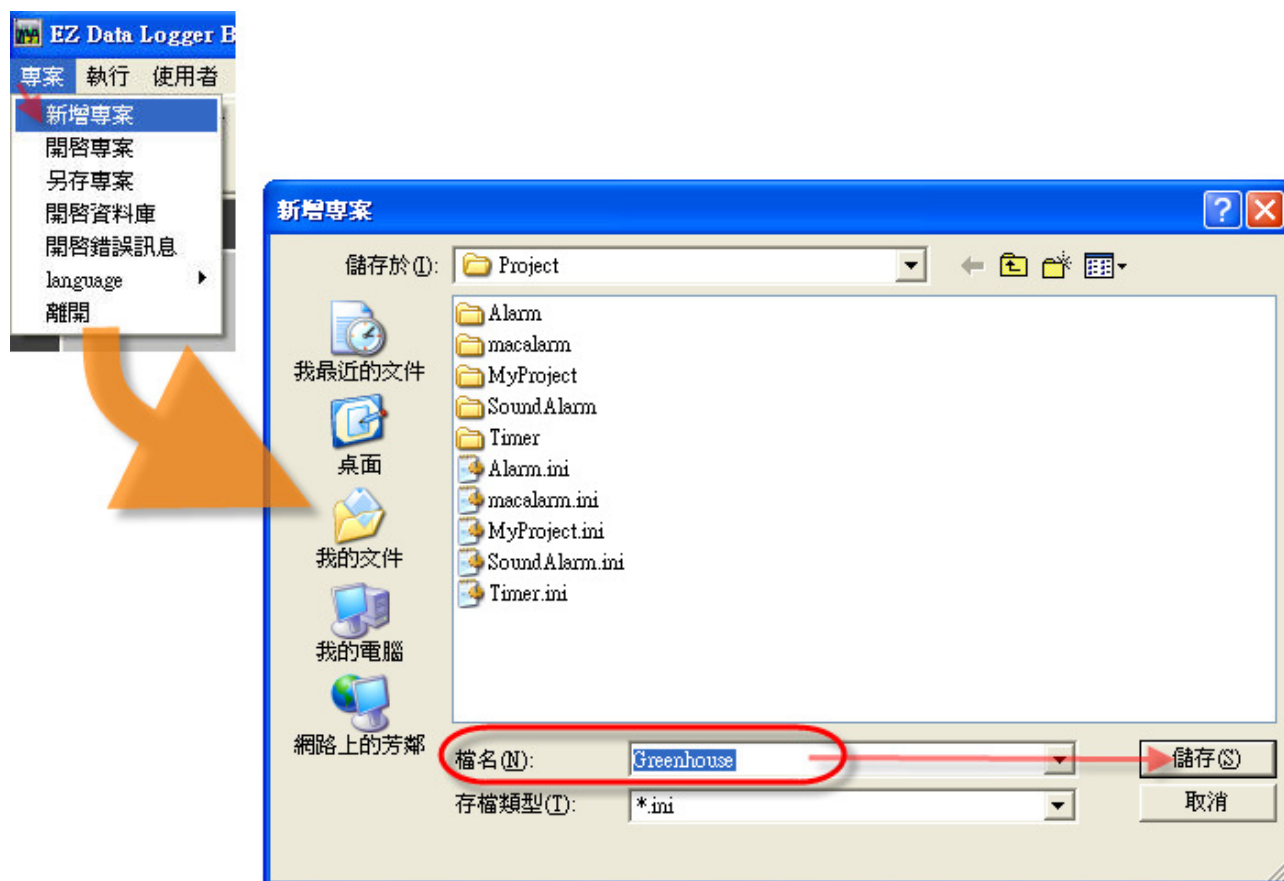 EZ Data Logger B
專案 執行 使用者
新增專案
開啓專案
另存專案
開啓資料庫
開啓錯誤訊息
language
離開
新增專案
儲存於(I): Project
我最近的文件
桌面
我的文件
我的電腦
網路上的芳鄰
Alarm
macalarm
MyProject
SoundAlarm
Timer
Alarm.ini
macalarm.ini
MyProject.ini
SoundAlarm.ini
Timer.ini
檔名(N): Greenhouse 儲存(S)
存檔類型(T): *.ini 取消